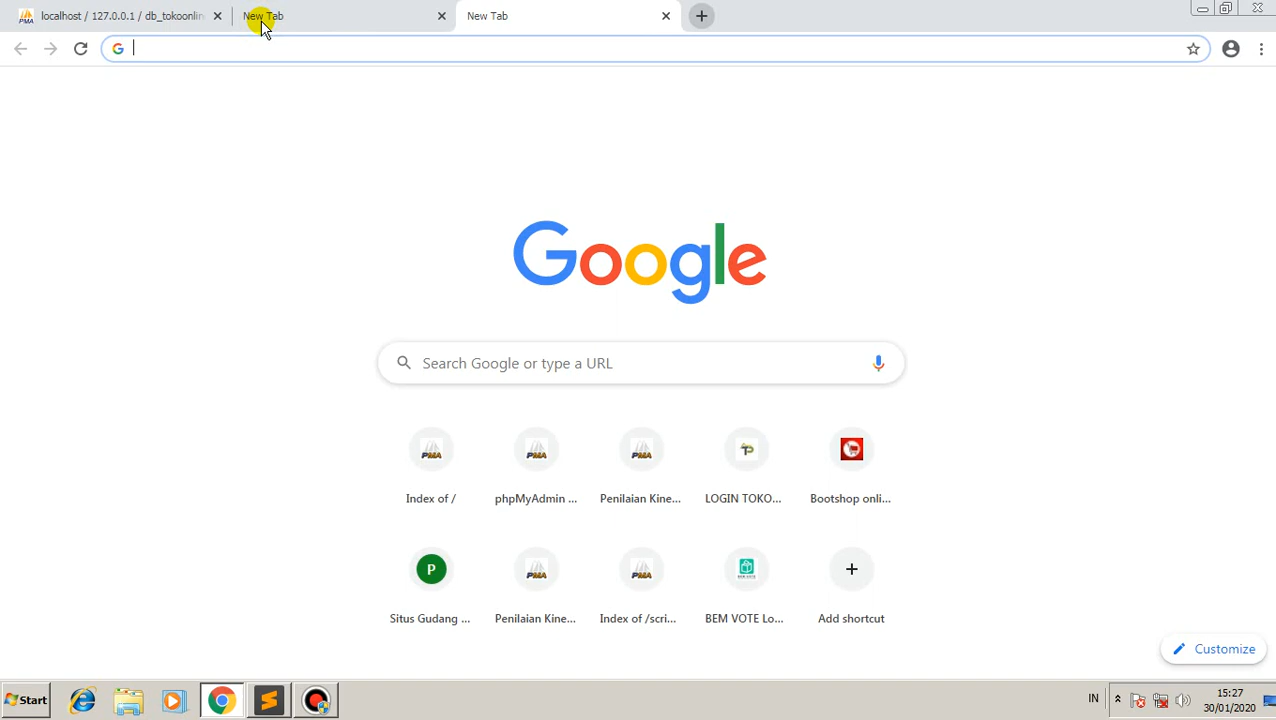 localhost / 127.0.0.1 / db_tokoonlin
New Tab
New Tab
Google
Search Google or type a URL
Index of /
phpMyAdmin ...
Penilaian Kine...
LOGIN TOKO...
Bootshop onli...
P
Situs Gudang ...
Penilaian Kine...
Index of /scri...
BEM VOTE Lo...
Add shortcut
Customize
Start
IN
15:27
30/01/2020